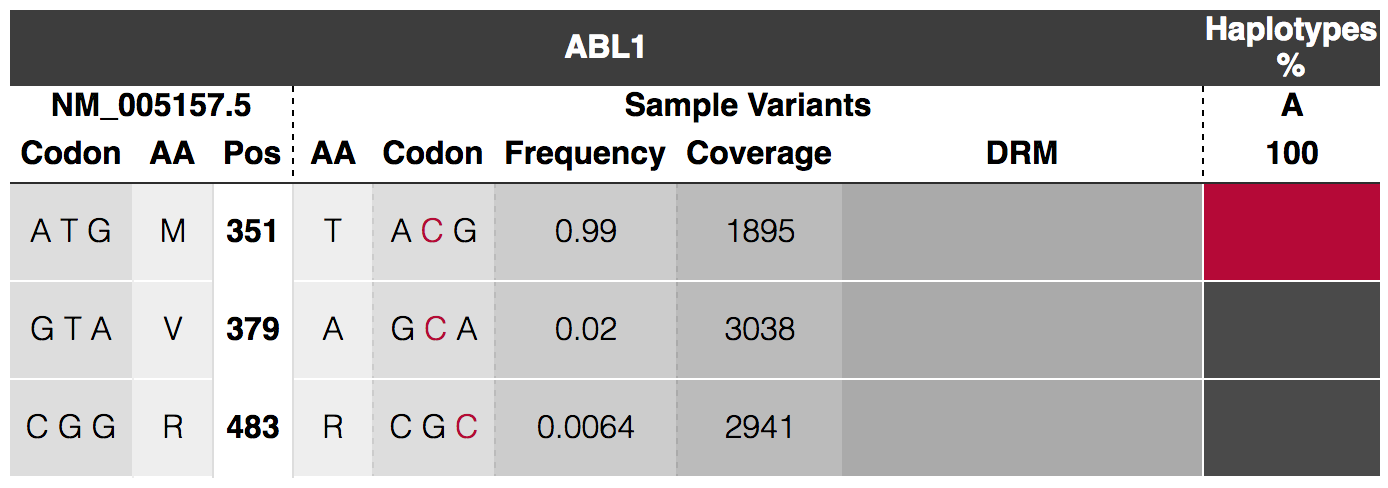 ABL1 Haplotypes
%
NM_005157.5 Sample Variants A
Codon AA Pos AA Codon Frequency Coverage DRM 100
A T G M 351 T A C G 0.99 1895
G T A V 379 A G C A 0.02 3038
C G G R 483 R C G C 0.0064 2941